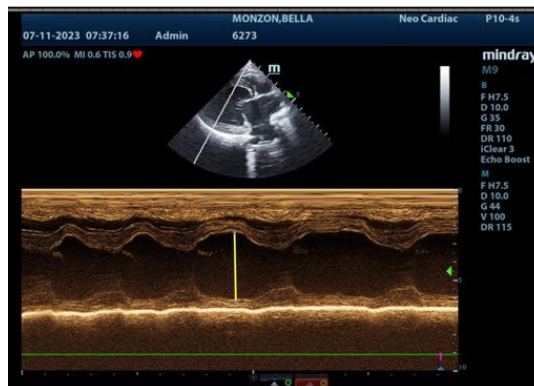 MONZON,BELLA Neo Cardiac P10-4s
07-11-2023 07:37:16 Admin 6273
AP 100.0% MI 0.6 TIS 0.9
mindray
M9
m
B
F H7.5
D 10.0
G 35
FR 30
DR 110
iClear 3
Echo Boost
M
F H7.5
D 10.0
G 44
V 100
DR 115
0
5
10